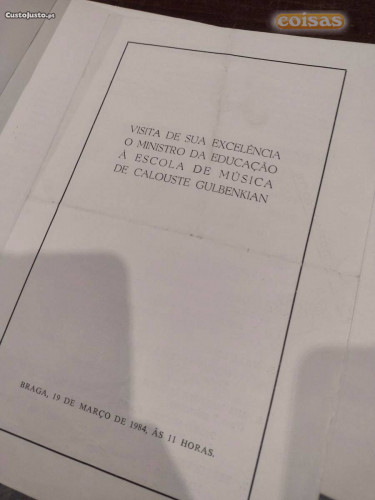 CustoJusto.pt
coisas
VISITA DE SUA EXCELÊNCIA
O MINISTRO DA EDUCAÇÃO
À ESCOLA DE MÚSICA
DE CALOUSTE GULBENKIAN
BRAGA, 19 DE MARÇO DE 1984, ÀS 11 HORAS.